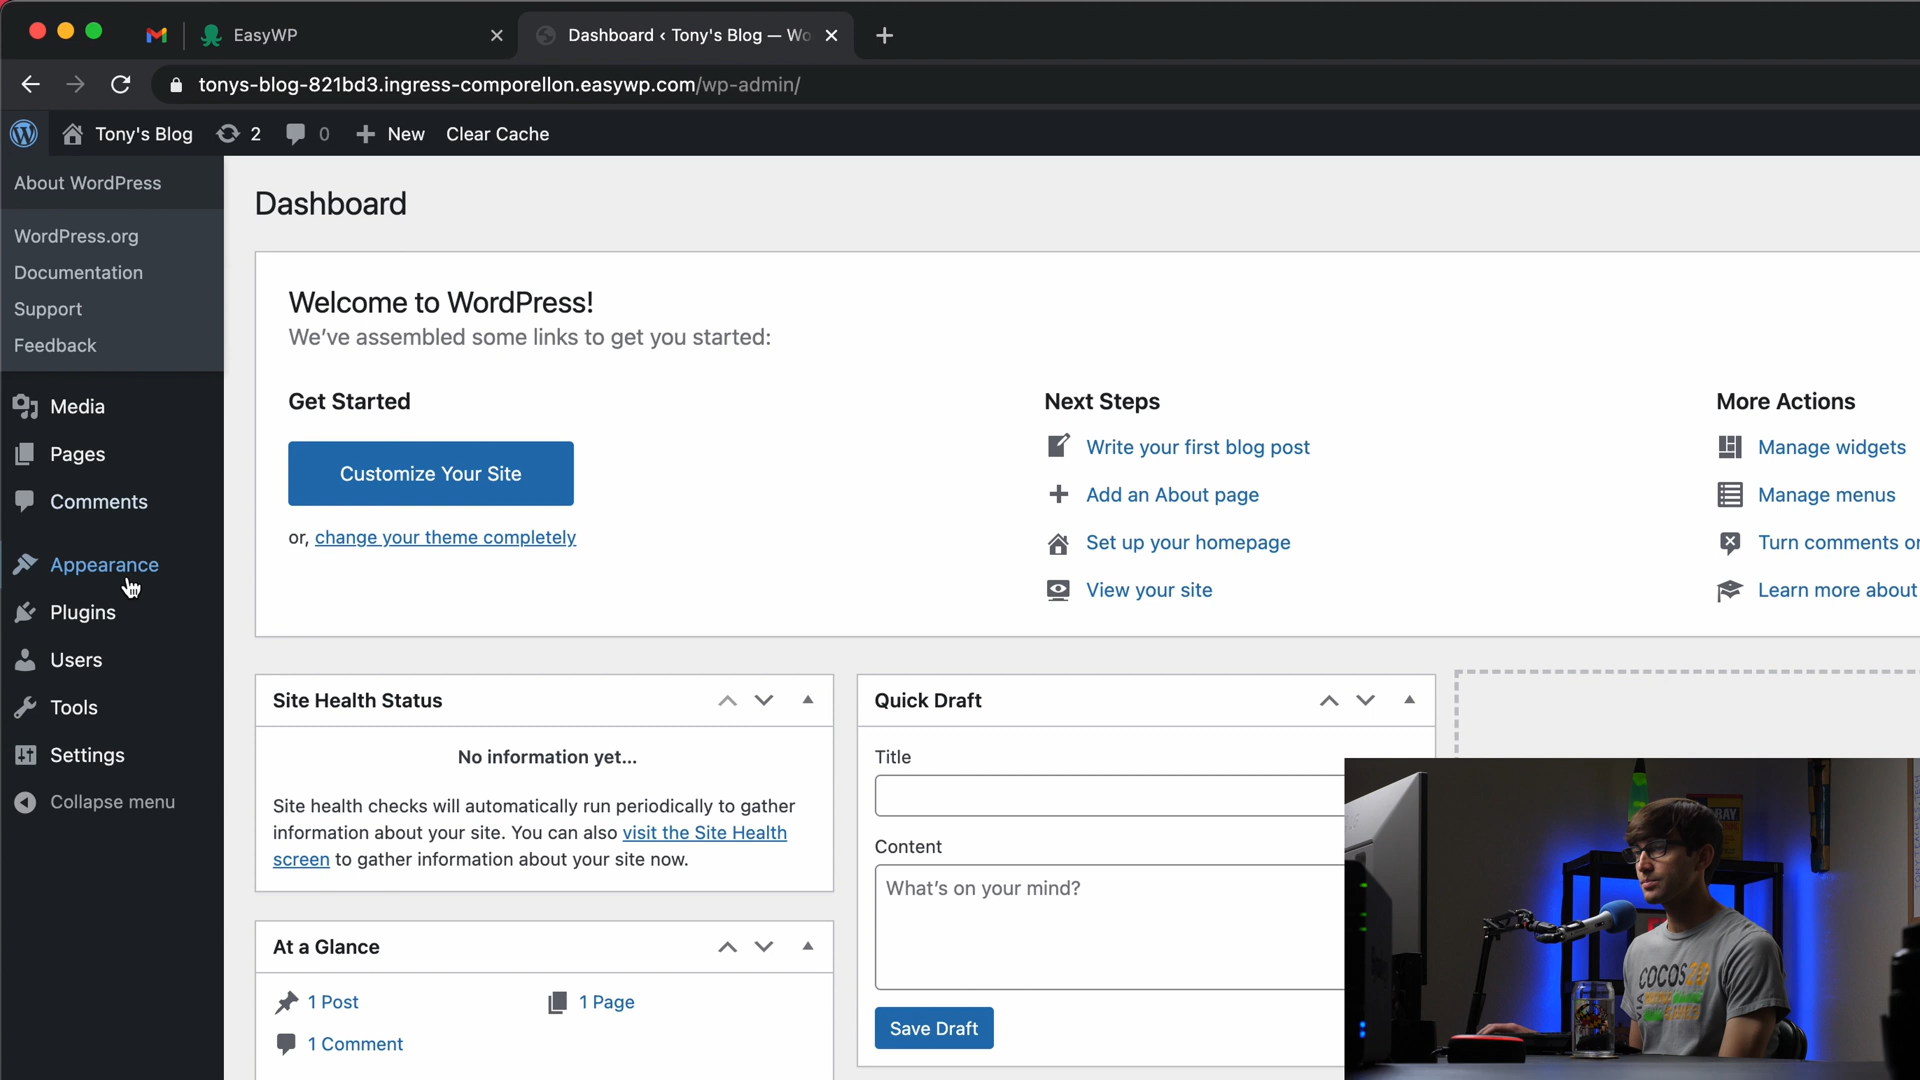 EasyWP
Dashboard ‹ Tony's Blog — Wo
tonys-blog-821bd3.ingress-comporellon.easywp.com/wp-admin/
Tony's Blog 2 0 New Clear Cache
About WordPress
WordPress.org
Documentation
Support
Feedback
Media
Pages
Comments
Appearance
Plugins
Users
Tools
Settings
Collapse menu
Dashboard
Welcome to WordPress!
We've assembled some links to get you started:
Get Started
Customize Your Site
or, change your theme completely
Next Steps
Write your first blog post
Add an About page
Set up your homepage
View your site
More Actions
Manage widgets
Manage menus
Turn comments or
Learn more about
Site Health Status
No information yet...
Site health checks will automatically run periodically to gather
information about your site. You can also visit the Site Health
screen to gather information about your site now.
At a Glance
1 Post
1 Page
1 Comment
Quick Draft
Title
Content
What's on your mind?
Save Draft
COCOS2D